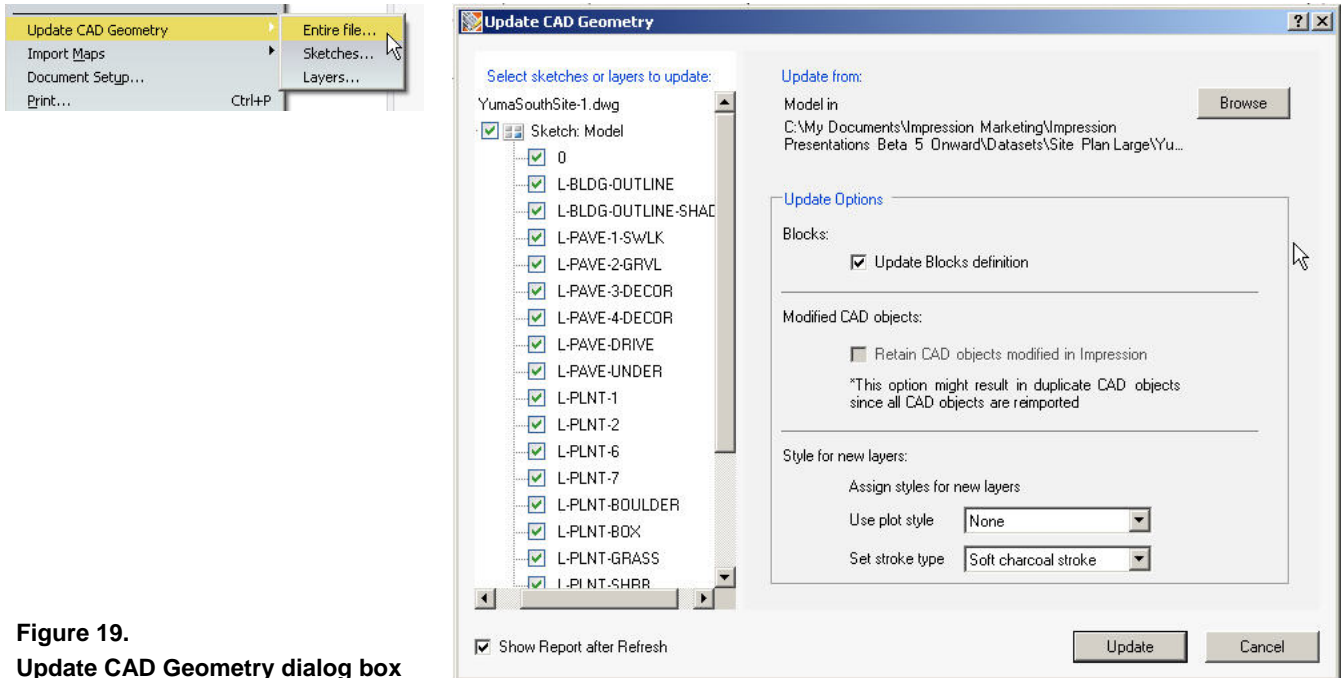 Update CAD Geometry
Entire file...
Import Maps
Sketches...
Document Setup...
Layers...
Print...
Ctrl+P
Update CAD Geometry
Select sketches or layers to update:
YumaSouthSite-1.dwg
Sketch: Model
0
L-BLDG-OUTLINE
L-BLDG-OUTLINE-SHAD
L-PAVE-1-SWLK
L-PAVE-2-GRVL
L-PAVE-3-DECOR
L-PAVE-4-DECOR
L-PAVE-DRIVE
L-PAVE-UNDER
L-PLNT-1
L-PLNT-2
L-PLNT-6
L-PLNT-7
L-PLNT-BOULDER
L-PLNT-BOX
L-PLNT-GRASS
L-PLNT-SHRB
Show Report after Refresh
Update from:
Model in
Browse
C:\My Documents\Impression Marketing\Impression
Presentations Beta 5 Onward\Datasets\Site Plan Large\Yu...
Update Options
Blocks:
Update Blocks definition
Modified CAD objects:
Retain CAD objects modified in Impression
*This option might result in duplicate CAD objects
since all CAD objects are reimported
Style for new layers:
Assign styles for new layers
Use plot style
None
Set stroke type
Soft charcoal stroke
Update
Cancel
Figure 19.
Update CAD Geometry dialog box